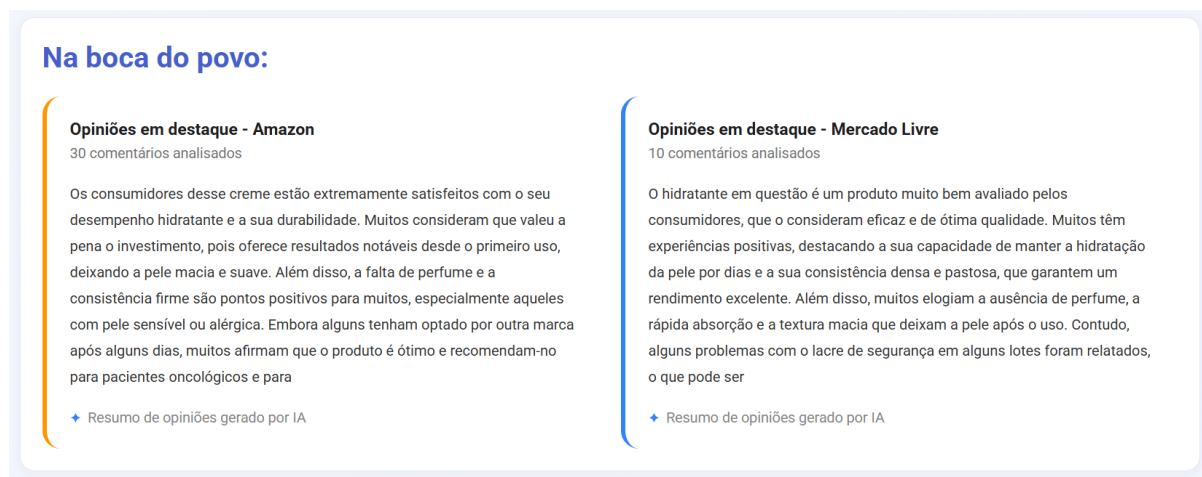 Na boca do povo:
Opiniões em destaque - Amazon
30 comentários analisados
Os consumidores desse creme estão extremamente satisfeitos com o seu
desempenho hidratante e a sua durabilidade. Muitos consideram que valeu a
pena o investimento, pois oferece resultados notáveis desde o primeiro uso,
deixando a pele macia e suave. Além disso, a falta de perfume e a
consistência firme são pontos positivos para muitos, especialmente aqueles
com pele sensível ou alérgica. Embora alguns tenham optado por outra marca
após alguns dias, muitos afirmam que o produto é ótimo e recomendam-no
para pacientes oncológicos e para
Resumo de opiniões gerado por IA
Opiniões em destaque - Mercado Livre
10 comentários analisados
O hidratante em questão é um produto muito bem avaliado pelos
consumidores, que o consideram eficaz e de ótima qualidade. Muitos têm
experiências positivas, destacando a sua capacidade de manter a hidratação
da pele por dias e a sua consistência densa e pastosa, que garantem um
rendimento excelente. Além disso, muitos elogiam a ausência de perfume, a
rápida absorção e a textura macia que deixam a pele após o uso. Contudo,
alguns problemas com o lacre de segurança em alguns lotes foram relatados,
o que pode ser
Resumo de opiniões gerado por IA